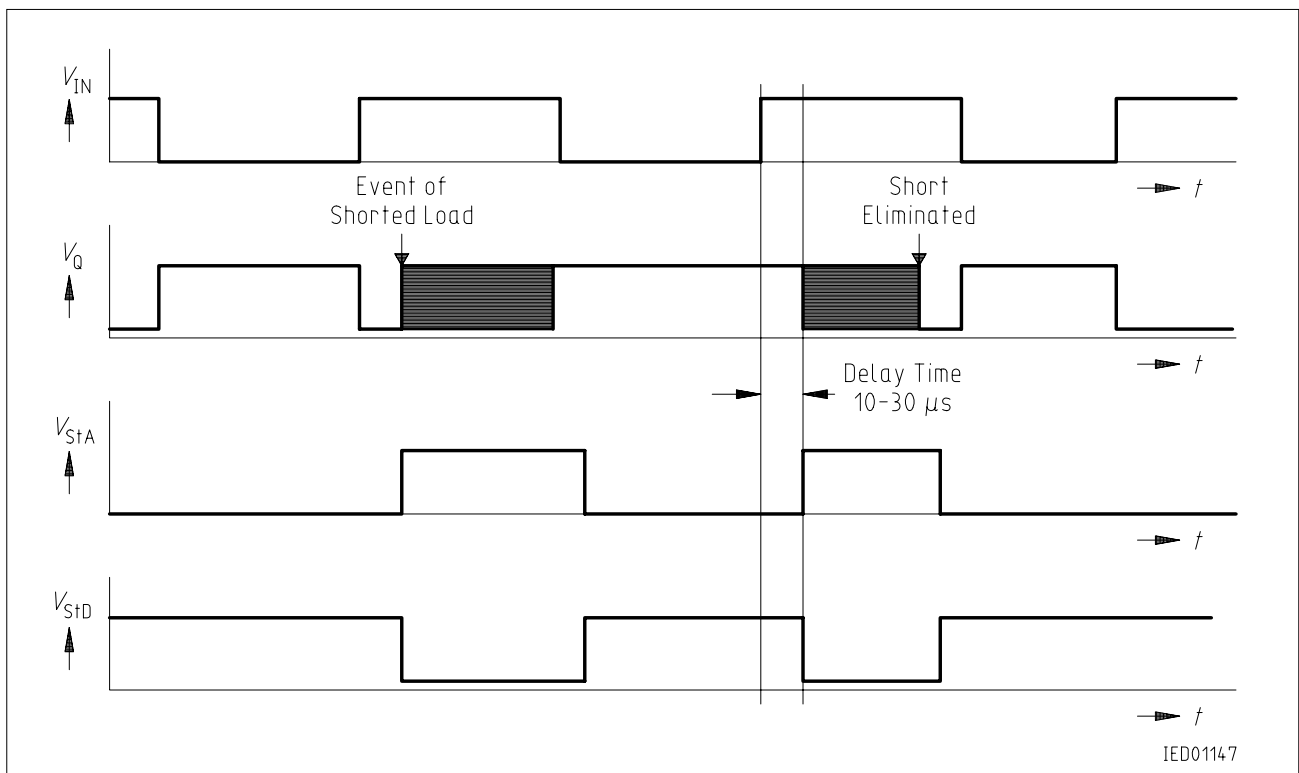 V_IN
t
Event of
Shorted Load
Short
Eliminated
V_Q
t
Delay Time
10-30 μs
V_StA
t
V_StD
t
IED01147